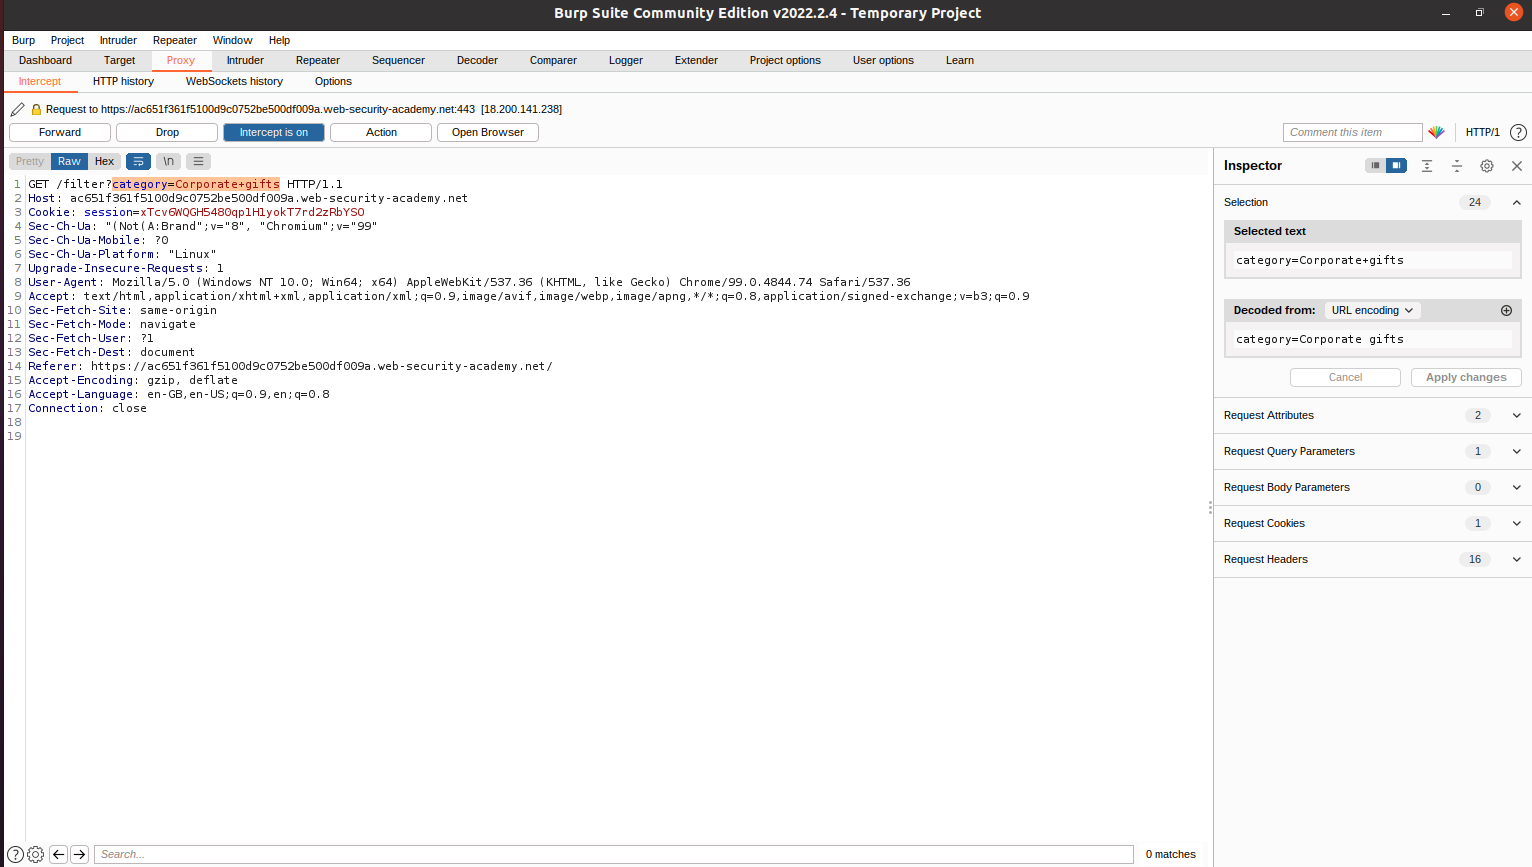 Burp Suite Community Edition v2022.2.4 - Temporary Project
Burp Project Intruder Repeater Window Help
Dashboard Target Proxy Intruder Repeater Sequencer Decoder Comparer Logger Extender Project options User options Learn
Intercept HTTP history WebSockets history Options
Request to https://ac651f361f5100d9c0752be500df009a.web-security-academy.net:443 [18.200.141.238]
Forward Drop Intercept is on Action Open Browser Comment this item HTTP/1 ?
Pretty Raw Hex \n
Inspector
1 GET /filter?category=Corporate+gifts HTTP/1.1
2 Host: ac651f361f5100d9c0752be500df009a.web-security-academy.net
3 Cookie: session=xTcv6WQGH5480qp1H1yokT7rd2zRbYSO
4 Sec-Ch-Ua: "(Not(A:Brand";v="8", "Chromium";v="99"
5 Sec-Ch-Ua-Mobile: ?0
6 Sec-Ch-Ua-Platform: "Linux"
7 Upgrade-Insecure-Requests: 1
8 User-Agent: Mozilla/5.0 (Windows NT 10.0; Win64; x64) AppleWebKit/537.36 (KHTML, like Gecko) Chrome/99.0.4844.74 Safari/537.36
9 Accept: text/html,application/xhtml+xml,application/xml;q=0.9,image/avif,image/webp,image/apng,*/*;q=0.8,application/signed-exchange;v=b3;q=0.9
10 Sec-Fetch-Site: same-origin
11 Sec-Fetch-Mode: navigate
12 Sec-Fetch-User: ?1
13 Sec-Fetch-Dest: document
14 Referer: https://ac651f361f5100d9c0752be500df009a.web-security-academy.net/
15 Accept-Encoding: gzip, deflate
16 Accept-Language: en-GB,en-US;q=0.9,en;q=0.8
17 Connection: close
18
19
Selection 24
Selected text
category=Corporate+gifts
Decoded from: URL encoding
category=Corporate gifts
Cancel Apply changes
Request Attributes 2
Request Query Parameters 1
Request Body Parameters 0
Request Cookies 1
Request Headers 16
? Search... 0 matches